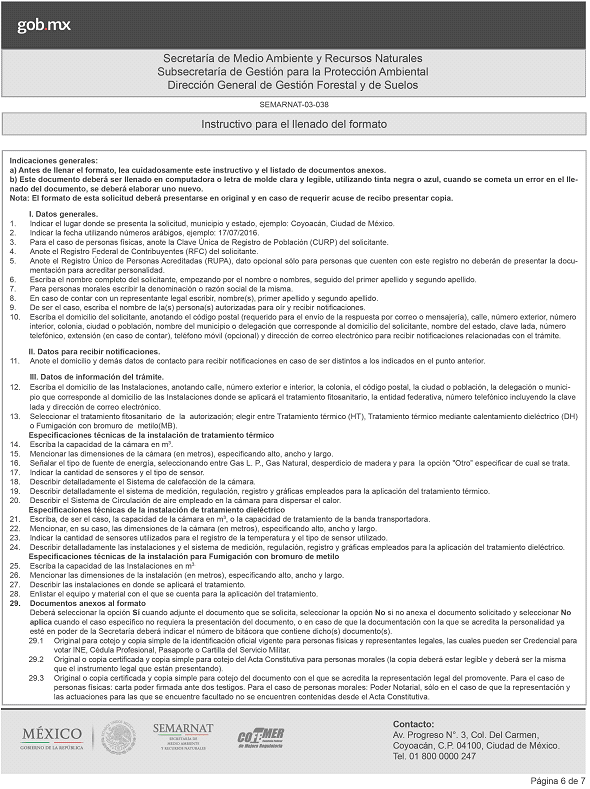 gob.mx
Secretaría de Medio Ambiente y Recursos Naturales
Subsecretaría de Gestión para la Protección Ambiental
Dirección General de Gestión Forestal y de Suelos
SEMARNAT-03-038
Instructivo para el llenado del formato
Indicaciones generales:
a) Antes de llenar el formato, lea cuidadosamente este instructivo y el listado de documentos anexos.
b) Este documento deberá ser llenado en computadora o letra de molde clara y legible, utilizando tinta negra o azul, cuando se cometa un error en el lle-
nado del documento, se deberá elaborar uno nuevo.
Nota: El formato de esta solicitud deberá presentarse en original y en caso de requerir acuse de recibo presentar copia.
I. Datos generales.
1. Indicar el lugar donde se presenta la solicitud, municipio y estado, ejemplo: Coyoacán, Ciudad de México.
2. Indicar la fecha utilizando números arábigos, ejemplo: 17/07/2016.
3. Para el caso de personas físicas, anote la Clave Única de Registro de Población (CURP) del solicitante.
4. Anote el Registro Federal de Contribuyentes (RFC) del solicitante.
5. Anote el Registro Único de Personas Acreditadas (RUPA), dato opcional sólo para personas que cuenten con este registro no deberán de presentar la docu-
mentación para acreditar personalidad.
6. Escriba el nombre completo del solicitante, empezando por el nombre o nombres, seguido del primer apellido y segundo apellido.
7. Para personas morales escribir la denominación o razón social de la misma.
8. En caso de contar con un representante legal escribir, nombre(s), primer apellido y segundo apellido.
9. De ser el caso, escriba el nombre de la(s) persona(s) autorizadas para oír y recibir notificaciones.
10. Escriba el domicilio del solicitante, anotando el código postal (requerido para el envío de la respuesta por correo o mensajería), calle, número exterior, número
interior, colonia, ciudad o población, nombre del municipio o delegación que corresponde al domicilio del solicitante, nombre del estado, clave lada, número
telefónico, extensión (en caso de contar), teléfono móvil (opcional) y dirección de correo electrónico para recibir notificaciones relacionadas con el trámite.
II. Datos para recibir notificaciones.
11. Anote el domicilio y demás datos de contacto para recibir notificaciones en caso de ser distintos a los indicados en el punto anterior.
III. Datos de información del trámite.
12. Escriba el domicilio de las Instalaciones, anotando calle, número exterior e interior, la colonia, el código postal, la ciudad o población, la delegación o munici-
pio que corresponde al domicilio de las Instalaciones donde se aplicará el tratamiento fitosanitario, la entidad federativa, número telefónico incluyendo la clave
lada y dirección de correo electrónico.
13. Seleccionar el tratamiento fitosanitario de la autorización; elegir entre Tratamiento térmico (HT), Tratamiento térmico mediante calentamiento dieléctrico (DH)
o Fumigación con bromuro de metilo(MB).
Especificaciones técnicas de la instalación de tratamiento térmico
14. Escriba la capacidad de la cámara en m³.
15. Mencionar las dimensiones de la cámara (en metros), especificando alto, ancho y largo.
16. Señalar el tipo de fuente de energía, seleccionando entre Gas L. P., Gas Natural, desperdicio de madera y para la opción "Otro" especificar de cual se trata.
17. Indicar la cantidad de sensores y el tipo de sensor.
18. Describir detalladamente el Sistema de calefacción de la cámara.
19. Describir detalladamente el sistema de medición, regulación, registro y gráficas empleados para la aplicación del tratamiento térmico.
20. Describir el Sistema de Circulación de aire empleado en la cámara para dispersar el calor.
Especificaciones técnicas de la instalación de tratamiento dieléctrico
21. Escriba, de ser el caso, la capacidad de la cámara en m³, o la capacidad de tratamiento de la banda transportadora.
22. Mencionar, en su caso, las dimensiones de la cámara (en metros), especificando alto, ancho y largo.
23. Indicar la cantidad de sensores utilizados para el registro de la temperatura y el tipo de sensor utilizado.
24. Describir detalladamente las instalaciones y el sistema de medición, regulación, registro y gráficas empleados para la aplicación del tratamiento dieléctrico.
Especificaciones técnicas de la instalación para Fumigación con bromuro de metilo
25. Escriba la capacidad de las Instalaciones en m³
26. Mencionar las dimensiones de la instalación (en metros), especificando alto, ancho y largo.
27. Describir las instalaciones en donde se aplicará el tratamiento.
28. Enlistar el equipo y material con el que se cuenta para la aplicación del tratamiento.
29. Documentos anexos al formato
Deberá seleccionar la opción Sí cuando adjunte el documento que se solicita, seleccionar la opción No si no anexa el documento solicitado y seleccionar No
aplica cuando el caso específico no requiera la presentación del documento, o en caso de que la documentación con la que se acredita la personalidad ya
esté en poder de la Secretaría deberá indicar el número de bitácora que contiene dicho(s) documento(s).
29.1 Original para cotejo y copia simple de la identificación oficial vigente para personas físicas y representantes legales, las cuales pueden ser Credencial para
votar INE, Cédula Profesional, Pasaporte o Cartilla del Servicio Militar.
29.2 Original o copia certificada y copia simple para cotejo del Acta Constitutiva para personas morales (la copia deberá estar legible y deberá ser la misma
que el instrumento legal que están presentando).
29.3 Original o copia certificada y copia simple para cotejo del documento con el que se acredita la representación legal del promovente. Para el caso de
personas físicas: carta poder firmada ante dos testigos. Para el caso de personas morales: Poder Notarial, sólo en el caso de que la representación y
las actuaciones para las que se encuentre facultado no se encuentren contenidas desde el Acta Constitutiva.
MÉXICO
GOBIERNO DE LA REPÚBLICA
SEMARNAT
SECRETARÍA DE
MEDIO AMBIENTE
Y RECURSOS NATURALES
COFEMER
de Mejora Regulatoria
Contacto:
Av. Progreso N°. 3, Col. Del Carmen,
Coyoacán, C.P. 04100, Ciudad de México.
Tel. 01 800 0000 247
Página 6 de 7